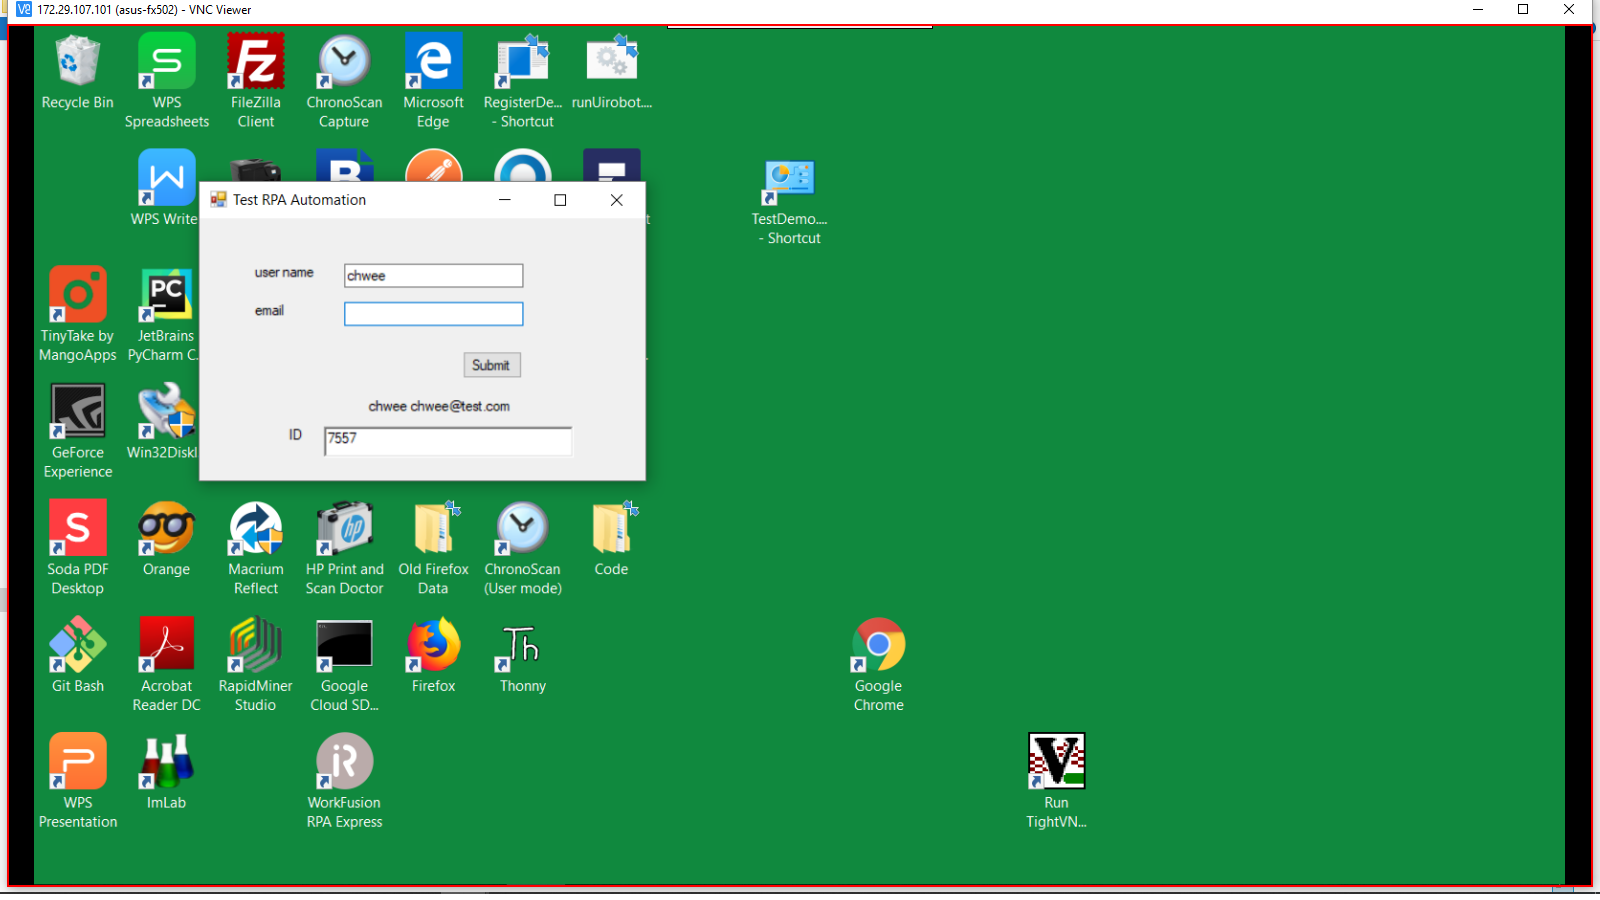 172.29.107.101 (asus-fx502) - VNC Viewer
Recycle Bin
WPS
Spreadsheets
FileZilla
Client
ChronoScan
Capture
Microsoft
Edge
RegisterDe...
- Shortcut
runUirobot....
WPS Write
TestDemo....
- Shortcut
Test RPA Automation
user name
chwee
email
Submit
chwee chwee@test.com
ID
7557
TinyTake by
MangoApps
JetBrains
PyCharm C.
GeForce
Experience
Win32DiskI
Soda PDF
Desktop
Orange
Macrium
Reflect
HP Print and
Scan Doctor
Old Firefox
Data
ChronoScan
(User mode)
Code
Git Bash
Acrobat
Reader DC
RapidMiner
Studio
Google
Cloud SD...
Firefox
Th
Thonny
Google
Chrome
WPS
Presentation
ImLab
WorkFusion
RPA Express
Run
TightVN...